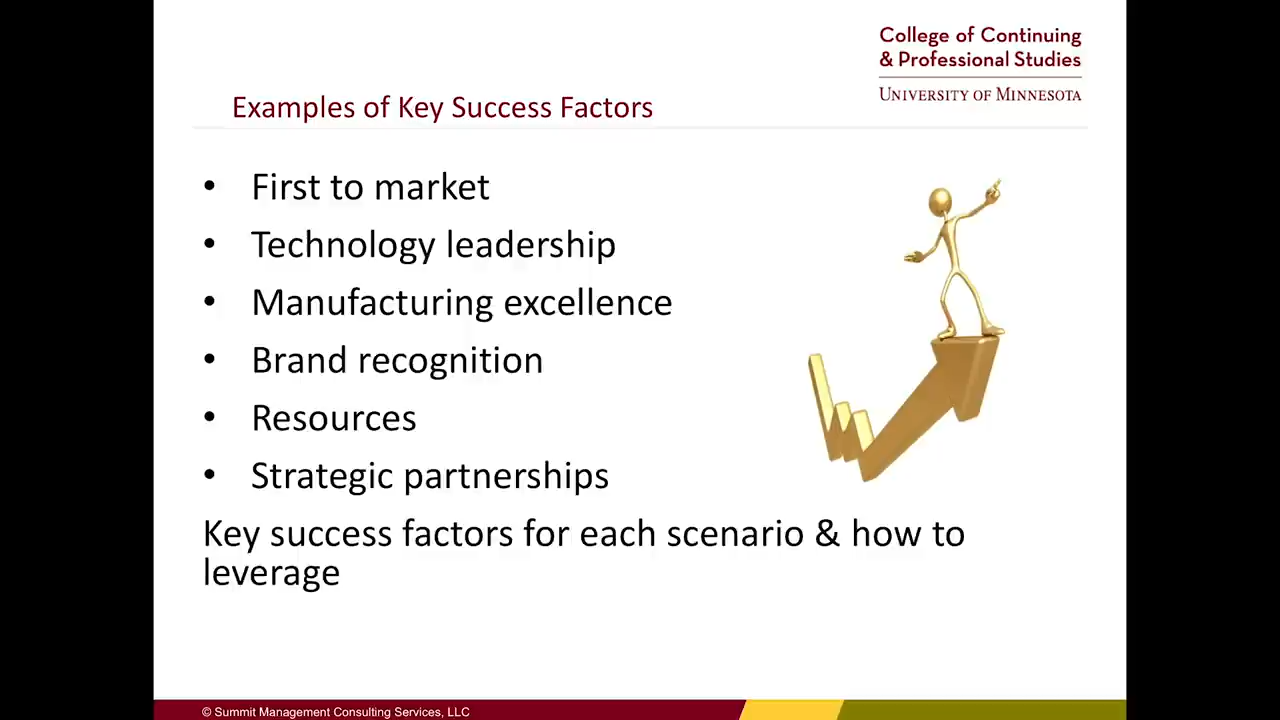 College of Continuing
& Professional Studies
UNIVERSITY OF MINNESOTA
Examples of Key Success Factors
• First to market
• Technology leadership
• Manufacturing excellence
• Brand recognition
• Resources
• Strategic partnerships
Key success factors for each scenario & how to
leverage
© Summit Management Consulting Services, LLC